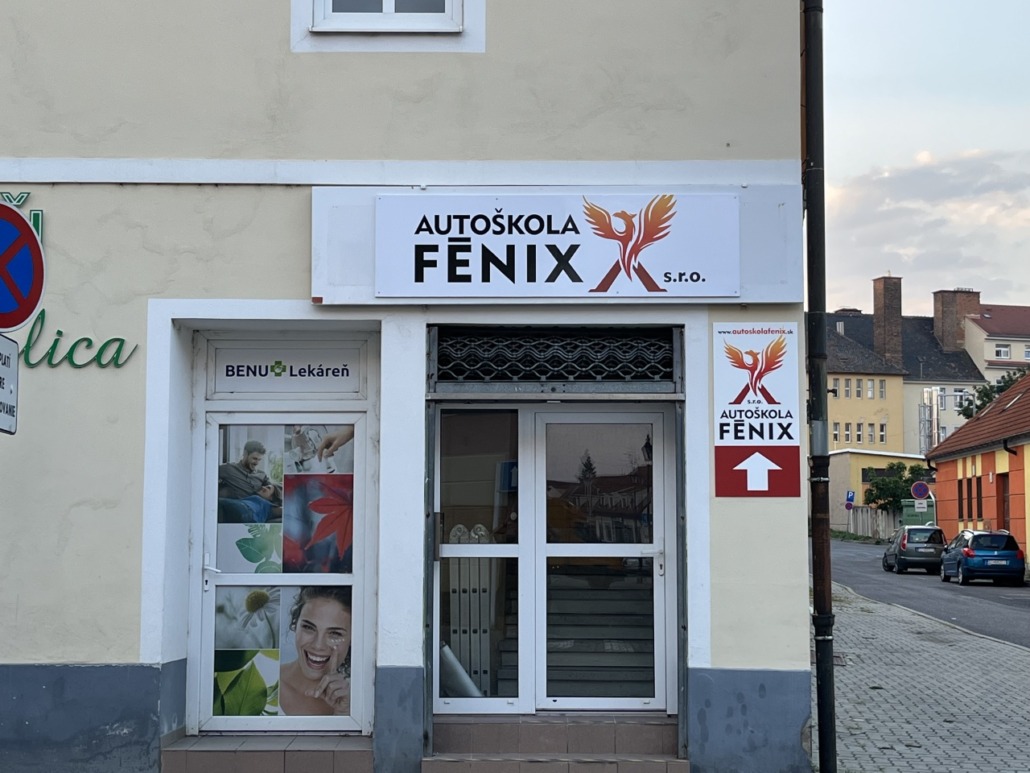 AUTOŠKOLA
FĒNIX
s.r.o.
lica
BENU Lekáreň
www.autoskolafenix.sk
s.r.o.
AUTOŠKOLA
FĒNIX
P